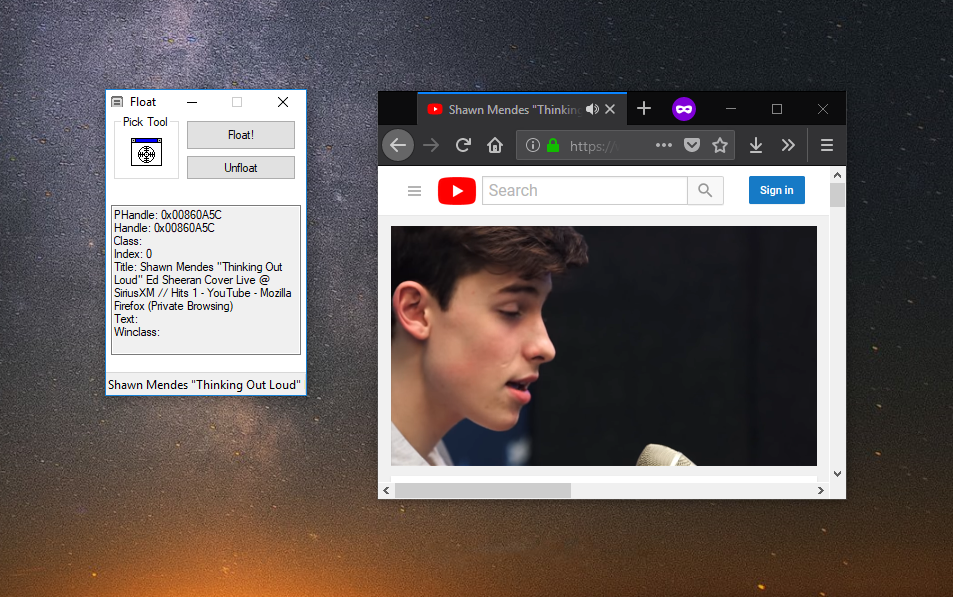 Float
Pick Tool
Float!
Unfloat
PHandle: 0x00860A5C
Handle: 0x00860A5C
Class:
Index: 0
Title: Shawn Mendes "Thinking Out
Loud" Ed Sheeran Cover Live @
SiriusXM // Hits 1 - YouTube - Mozilla
Firefox (Private Browsing)
Text:
Winclass:
Shawn Mendes "Thinking Out Loud"
Shawn Mendes "Thinkin
https://
Search
Sign in